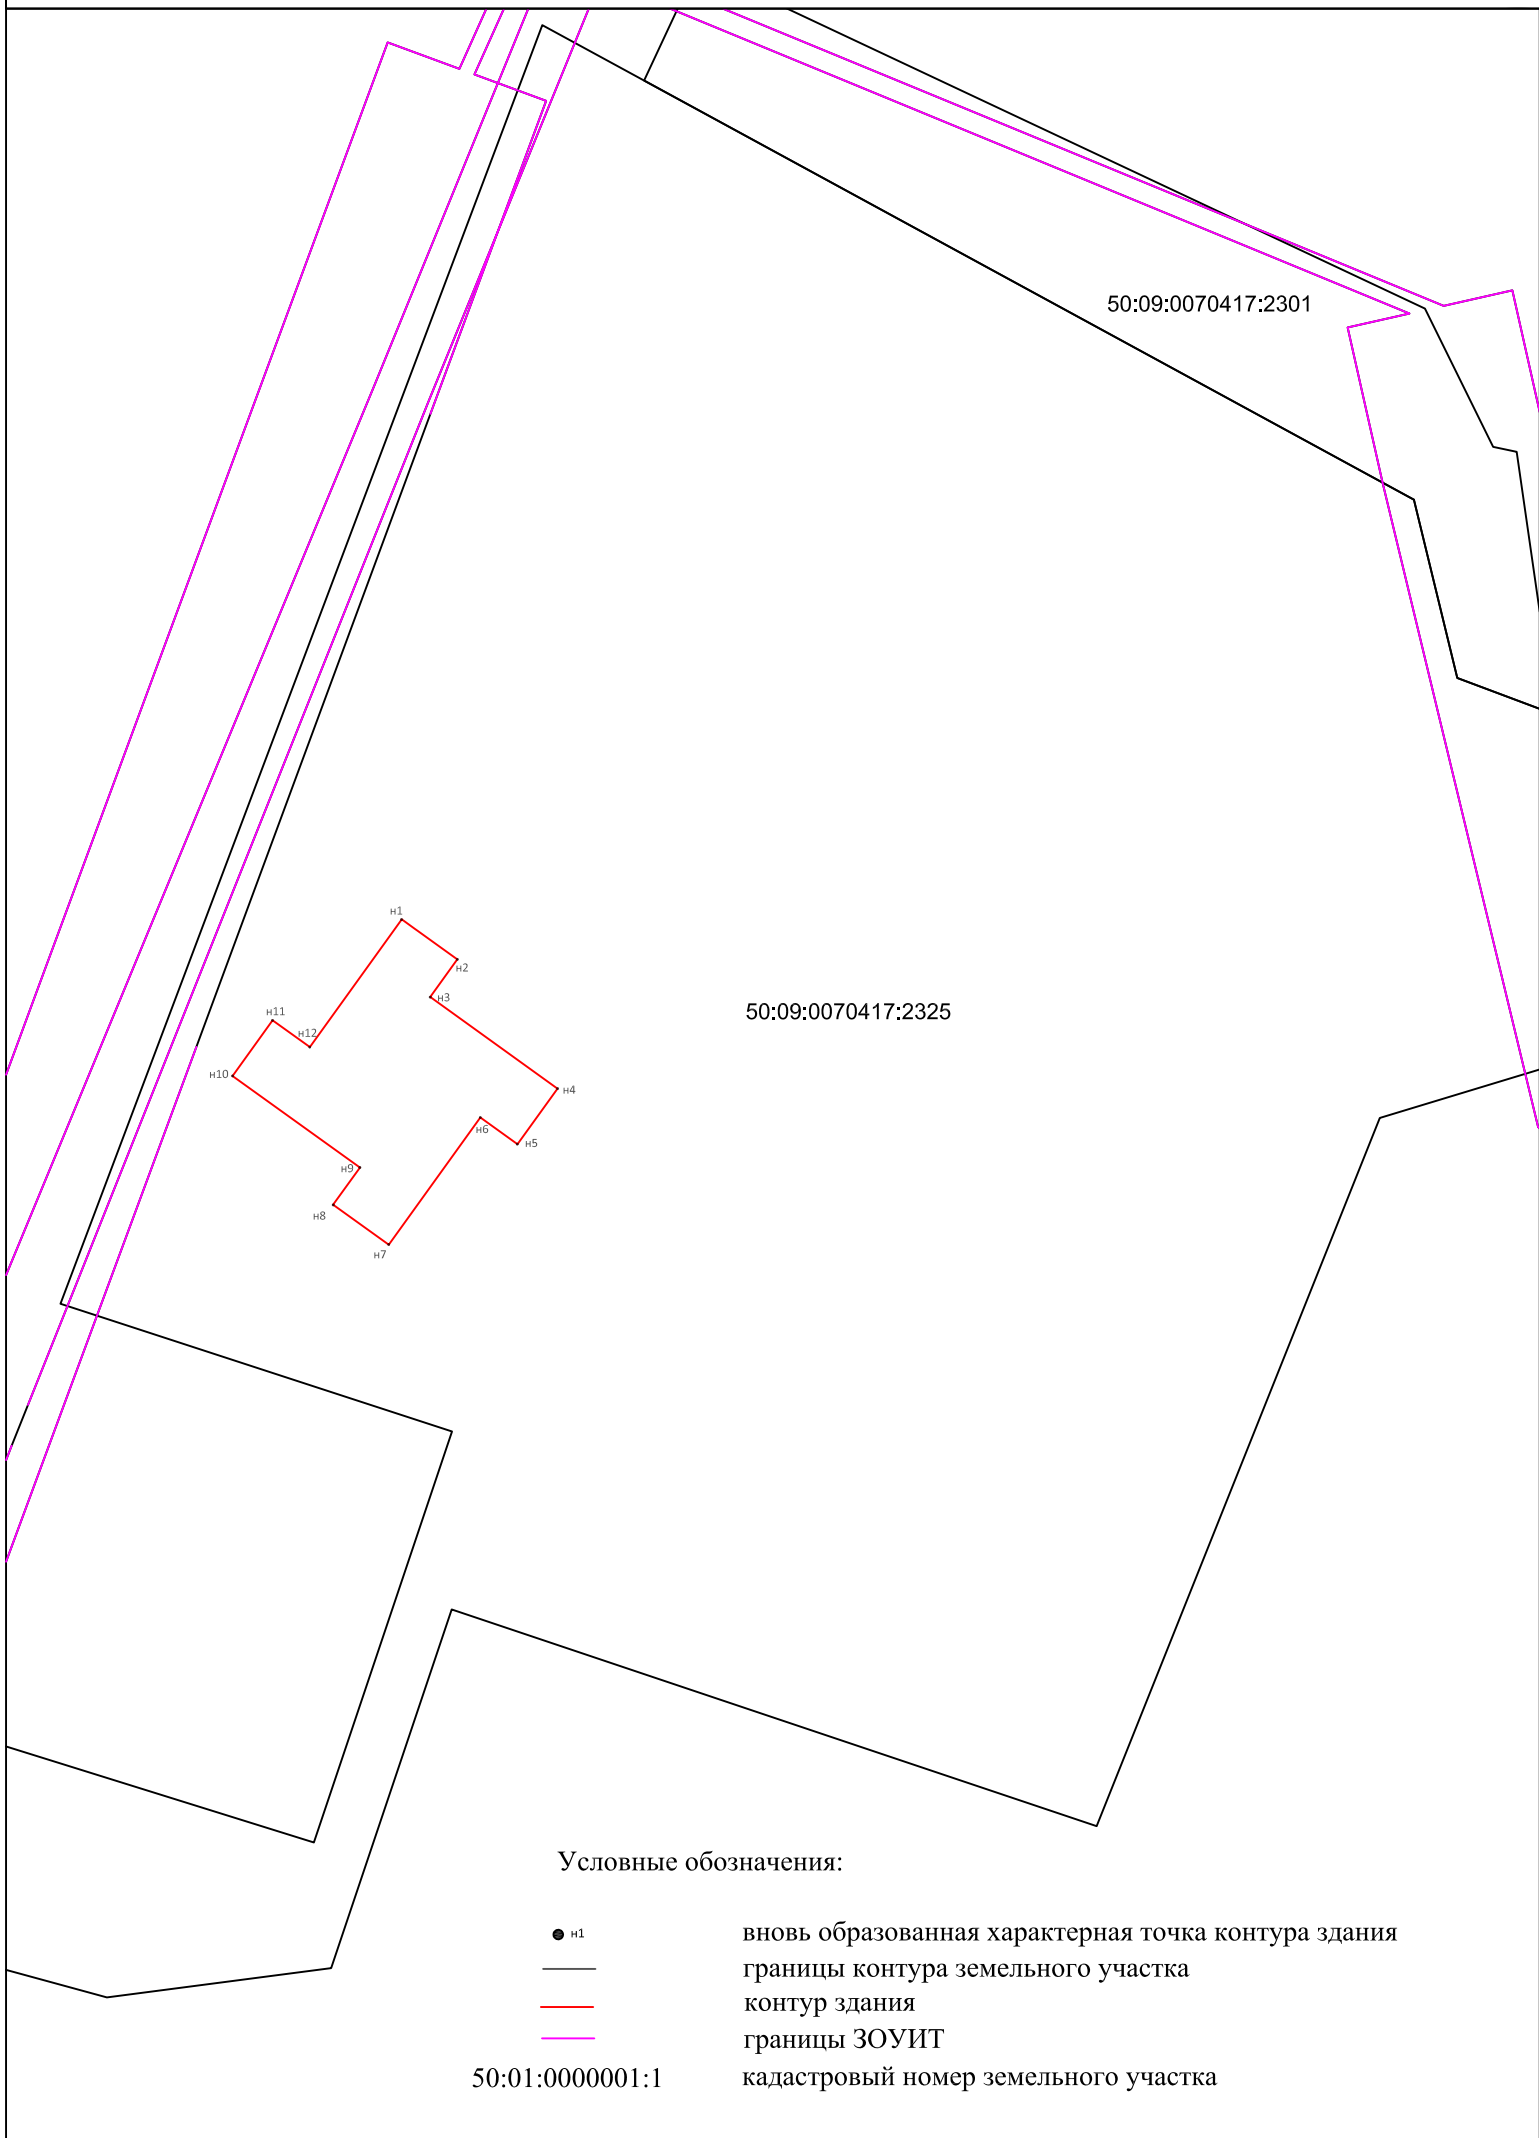 50:09:0070417:2301
н1
н2
н3
н11
50:09:0070417:2325
н12
н10
н4
н6
н5
н9
н8
н7
Условные обозначения:
н1 вновь образованная характерная точка контура здания
границы контура земельного участка
контур здания
границы ЗОУИТ
50:01:0000001:1 кадастровый номер земельного участка